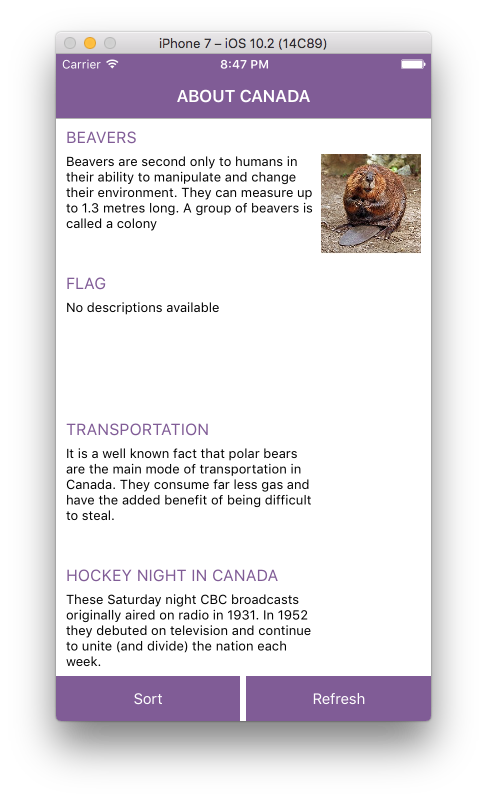 iPhone 7 – iOS 10.2 (14C89)
Carrier 8:47 PM
ABOUT CANADA
BEAVERS
Beavers are second only to humans in
their ability to manipulate and change
their environment. They can measure up
to 1.3 metres long. A group of beavers is
called a colony
FLAG
No descriptions available
TRANSPORTATION
It is a well known fact that polar bears
are the main mode of transportation in
Canada. They consume far less gas and
have the added benefit of being difficult
to steal.
HOCKEY NIGHT IN CANADA
These Saturday night CBC broadcasts
originally aired on radio in 1931. In 1952
they debuted on television and continue
to unite (and divide) the nation each
week.
Sort Refresh